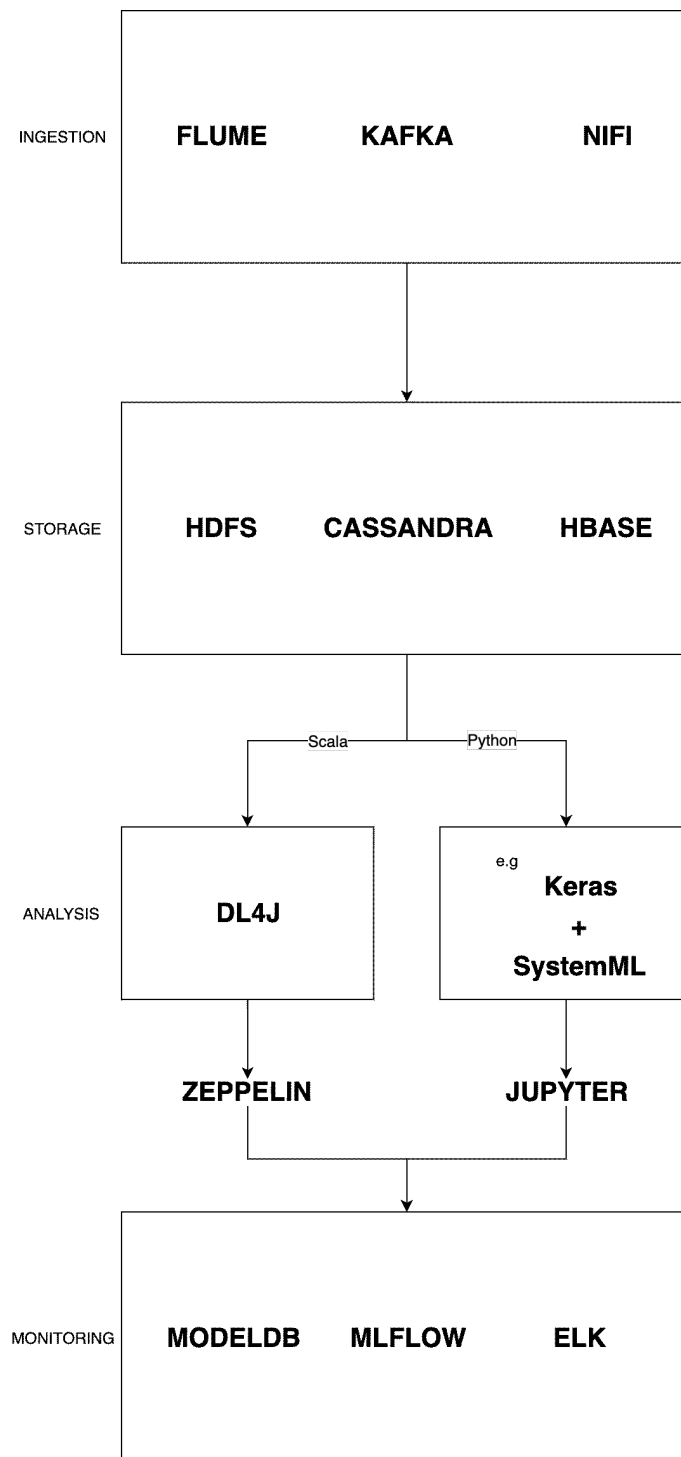 INGESTION
FLUME KAFKA NIFI
STORAGE
HDFS CASSANDRA HBASE
Scala Python
ANALYSIS
DL4J
e.g
Keras
+
SystemML
ZEPPELIN JUPYTER
MONITORING
MODELDB MLFLOW ELK